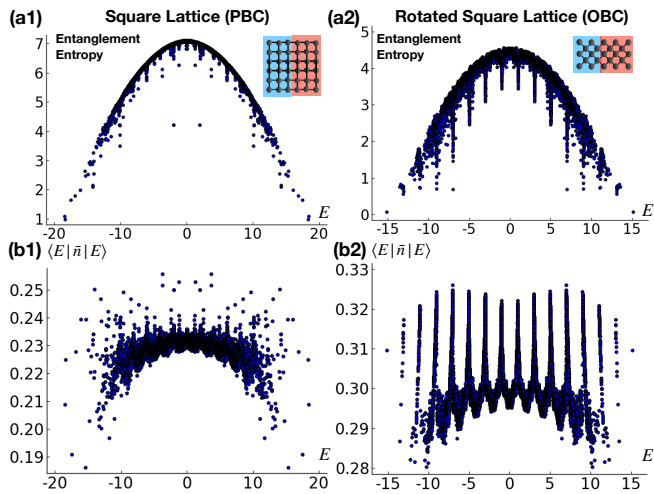 (a1) Square Lattice (PBC)
Entanglement
Entropy
7
6
5
4
3
2
1
-20 -10 0 10 20
E
(a2) Rotated Square Lattice (OBC)
Entanglement
Entropy
5
4
3
2
1
0
-15 -10 -5 0 5 10 15
E
(b1) ⟨E|n̄|E⟩
0.25
0.24
0.23
0.22
0.21
0.20
0.19
-20 -10 0 10 20
E
(b2) ⟨E|n̄|E⟩
0.33
0.32
0.31
0.30
0.29
0.28
-15 -10 -5 0 5 10 15
E